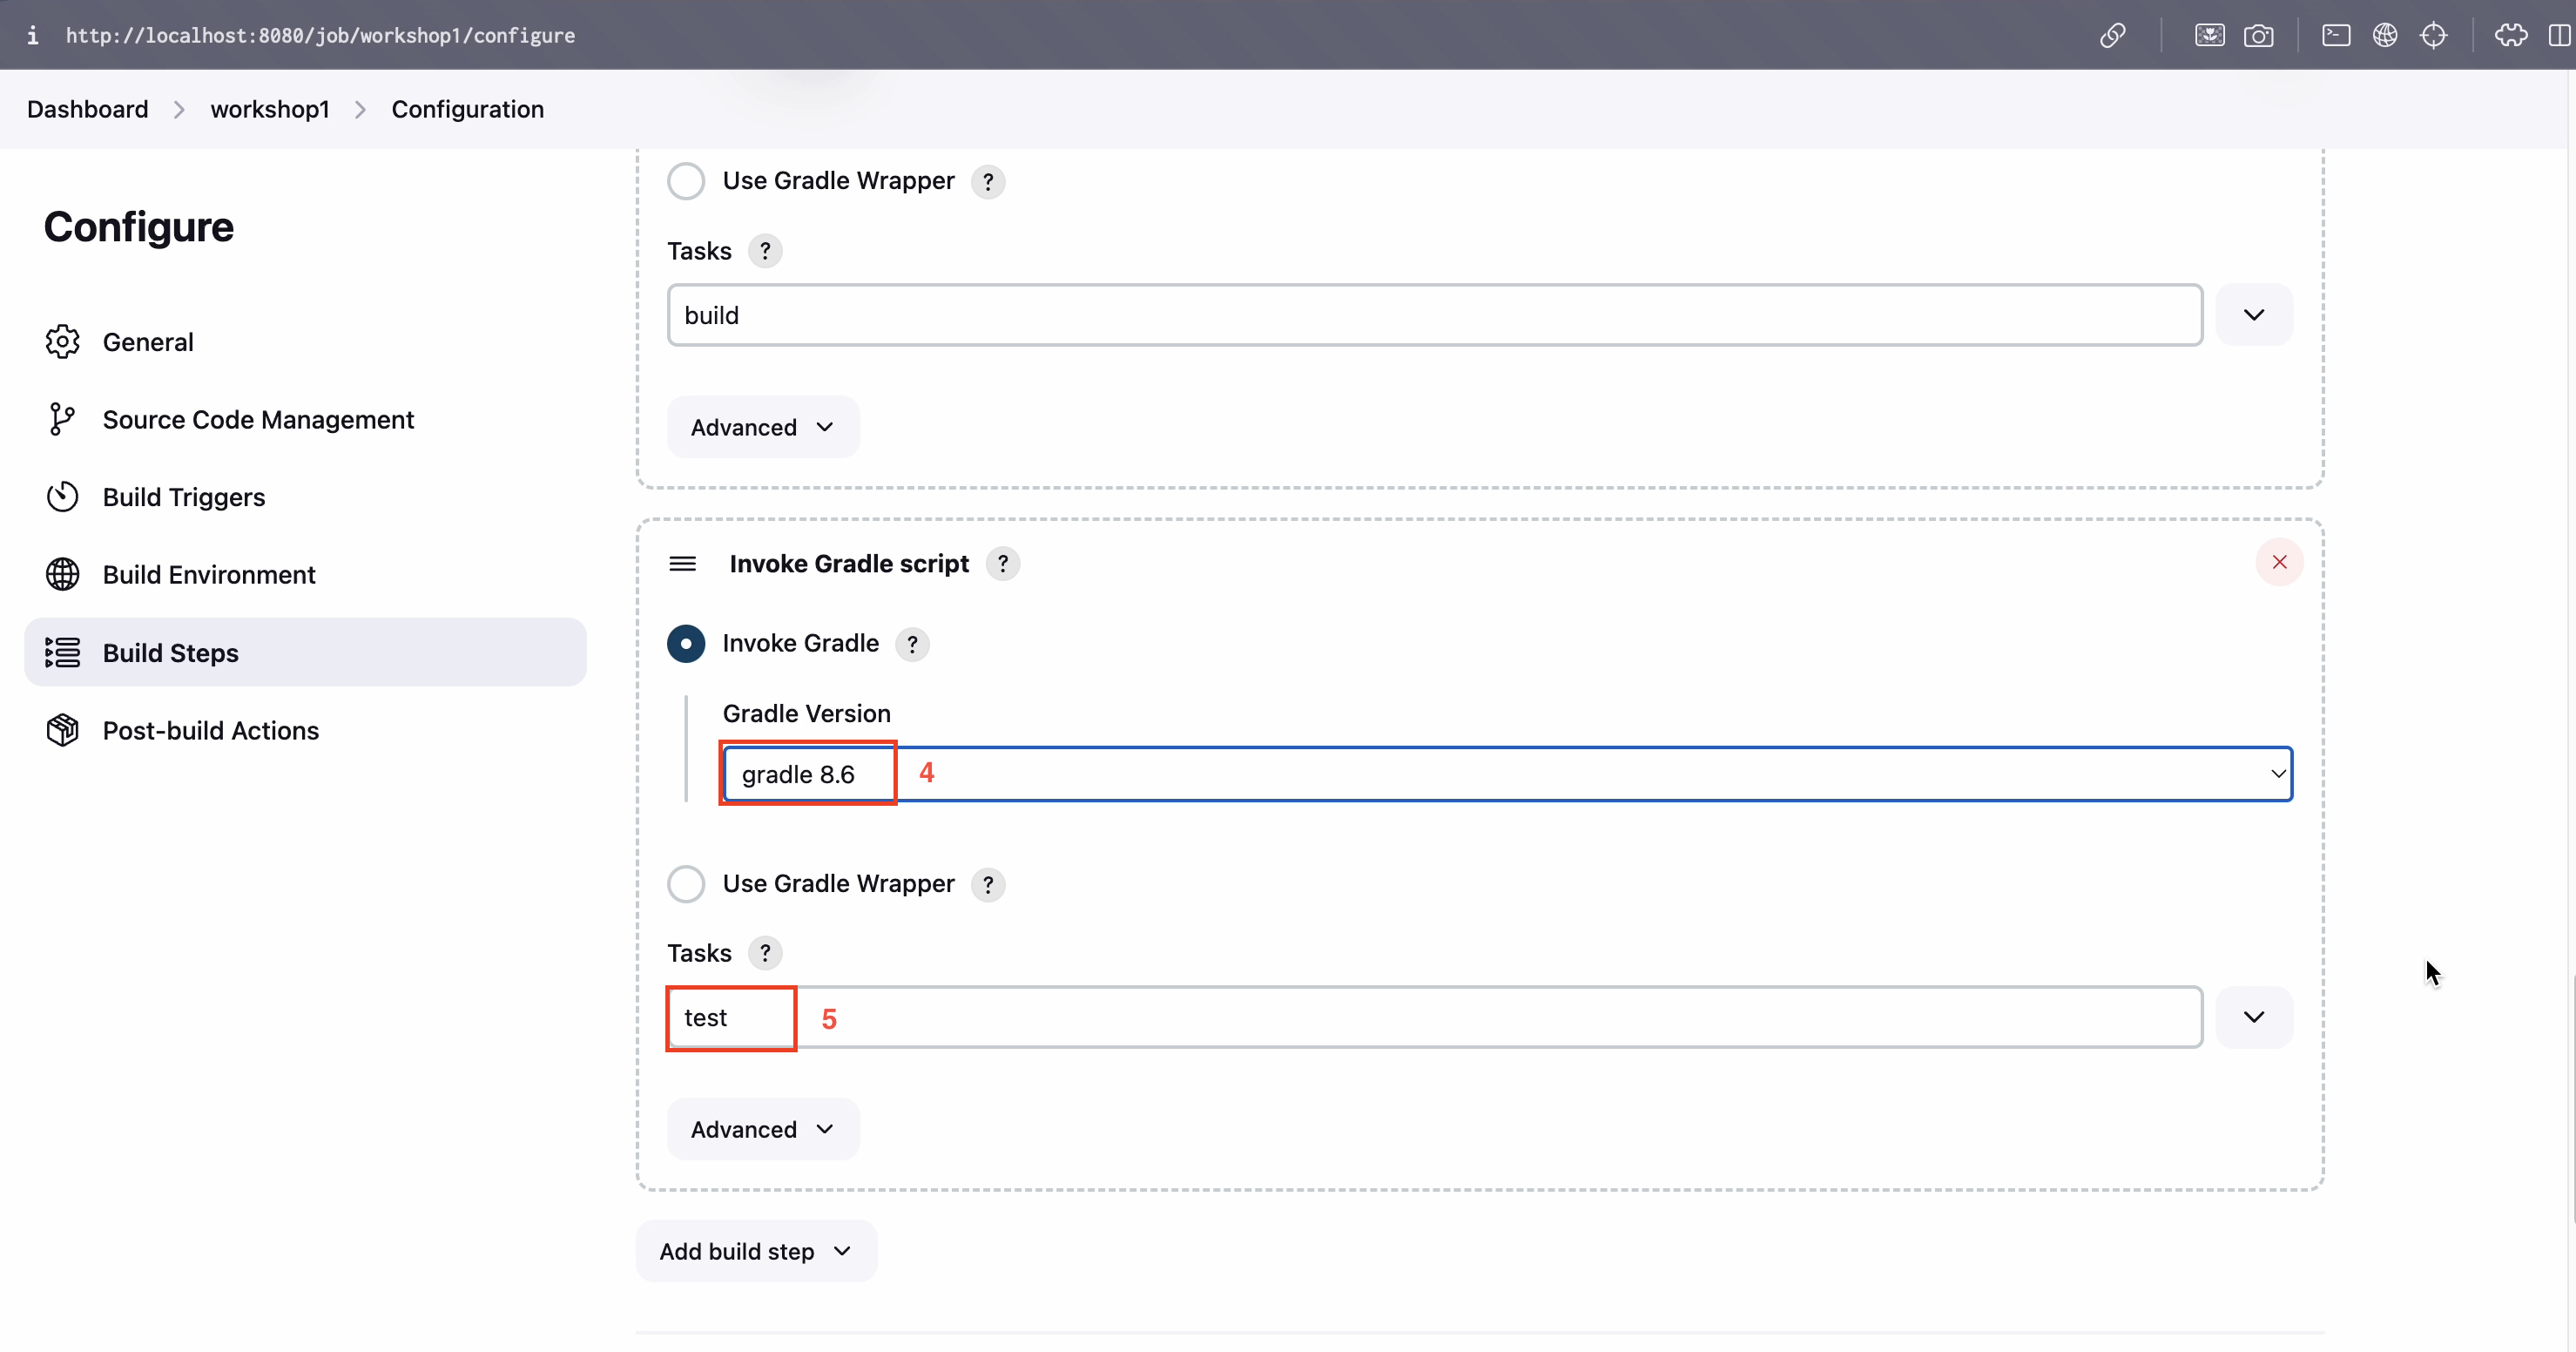 i http://localhost:8080/job/workshop1/configure
Dashboard > workshop1 > Configuration
Configure
General
Source Code Management
Build Triggers
Build Environment
Build Steps
Post-build Actions
Use Gradle Wrapper ?
Tasks ?
build
Advanced
Invoke Gradle script ?
Invoke Gradle ?
Gradle Version
gradle 8.6 4
Use Gradle Wrapper ?
Tasks ?
test 5
Advanced
Add build step